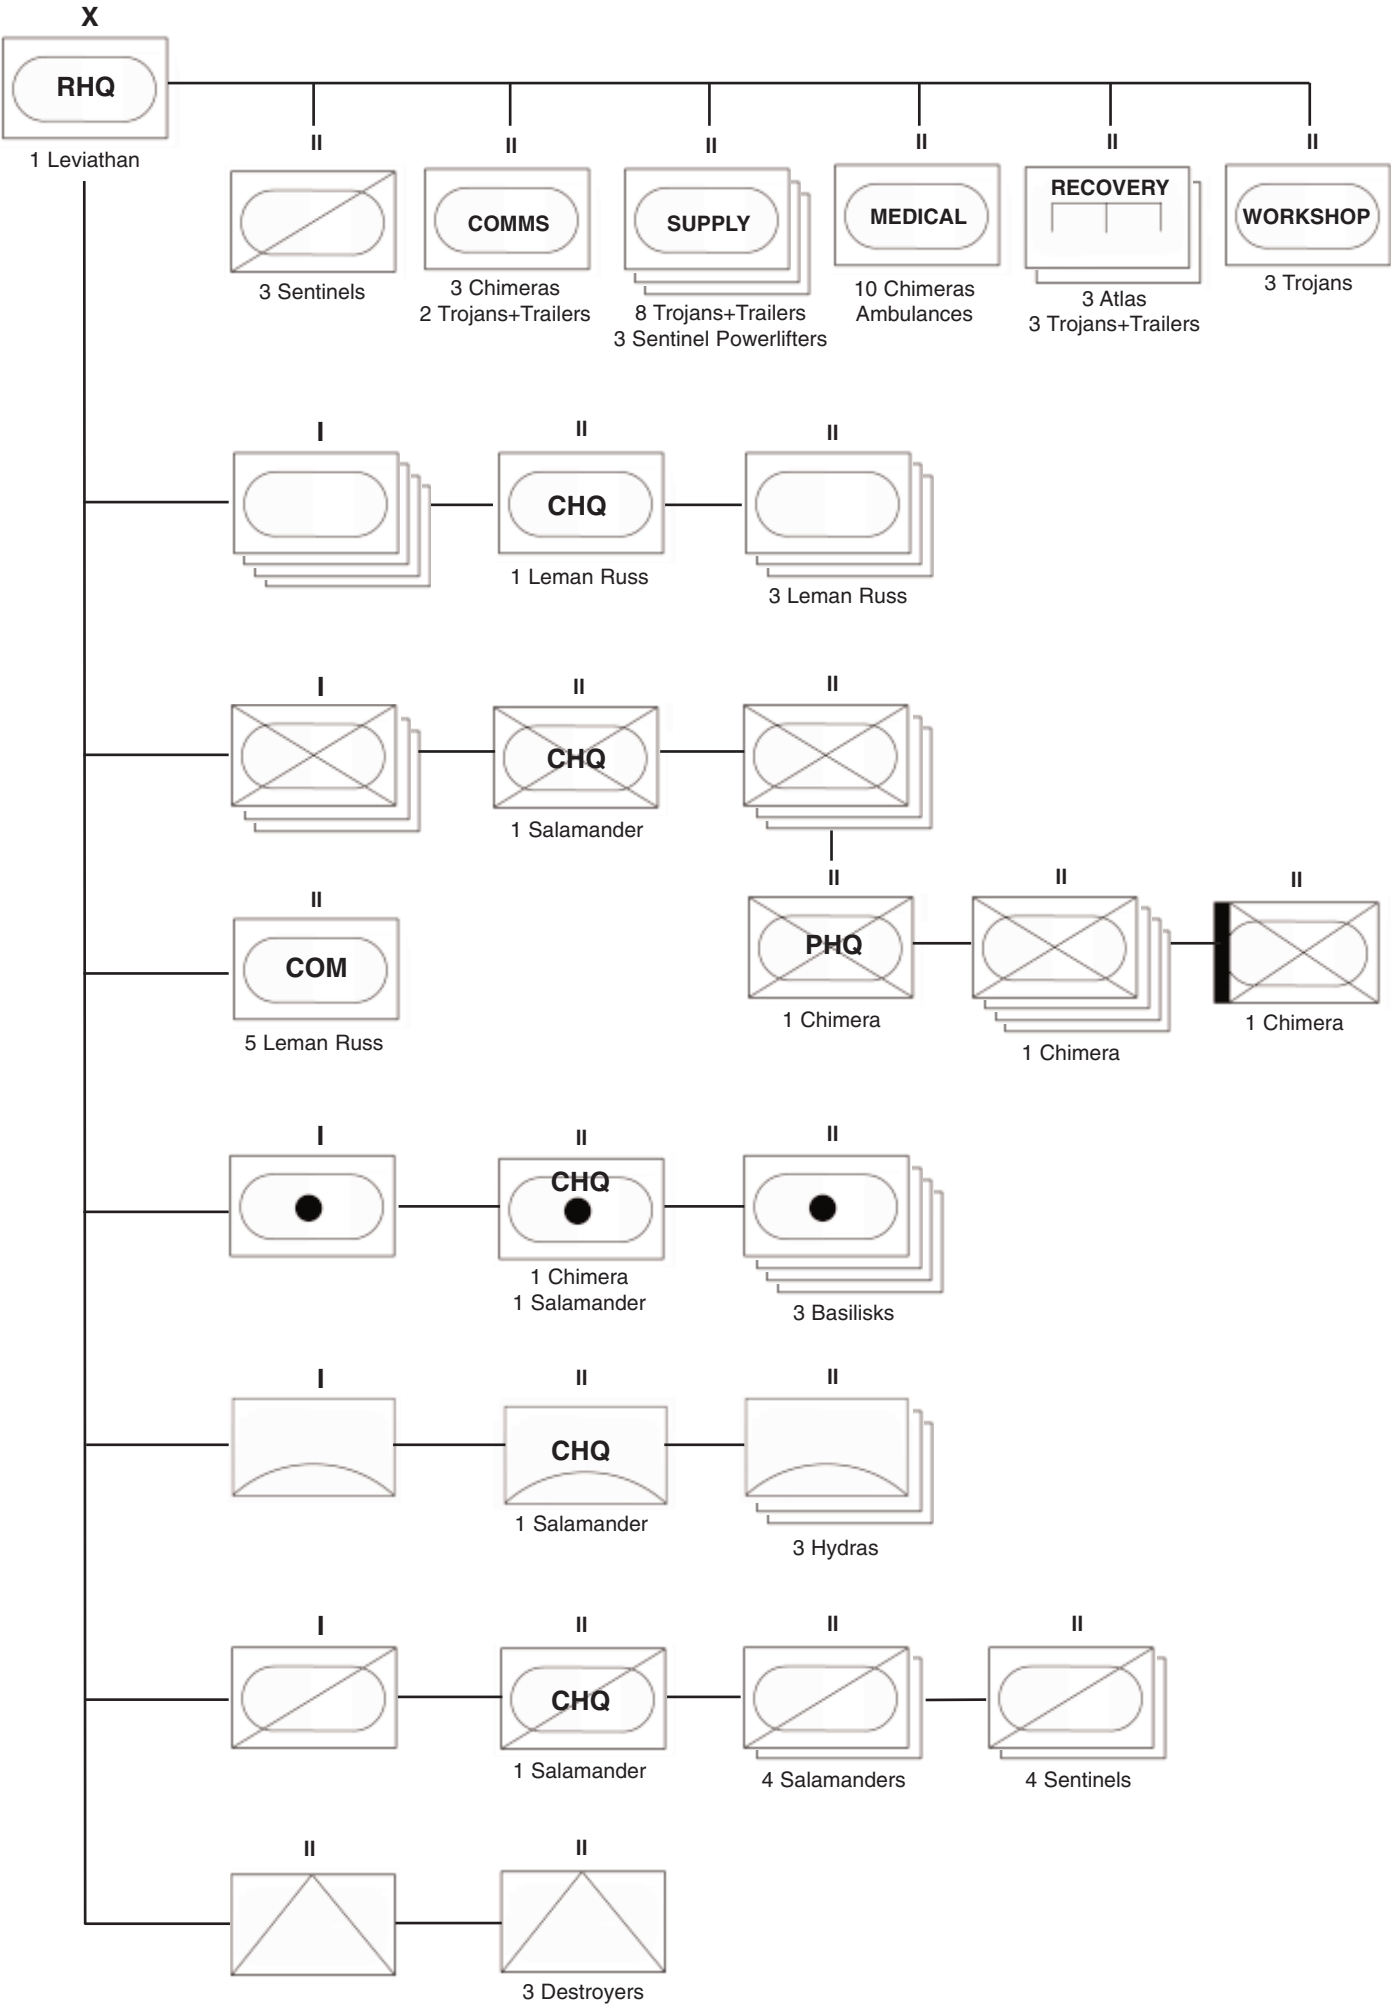 X
RHQ
1 Leviathan
II
II
II
II
II
II
COMMS
SUPPLY
MEDICAL
RECOVERY
WORKSHOP
3 Sentinels
3 Chimeras
2 Trojans+Trailers
8 Trojans+Trailers
3 Sentinel Powerlifters
10 Chimeras
Ambulances
3 Atlas
3 Trojans+Trailers
3 Trojans
I
II
II
CHQ
1 Leman Russ
3 Leman Russ
I
II
II
CHQ
1 Salamander
II
II
II
PHQ
1 Chimera
1 Chimera
1 Chimera
II
COM
5 Leman Russ
I
II
II
CHQ
1 Chimera
1 Salamander
3 Basilisks
I
II
II
CHQ
1 Salamander
3 Hydras
I
II
II
II
CHQ
1 Salamander
4 Salamanders
4 Sentinels
II
II
3 Destroyers